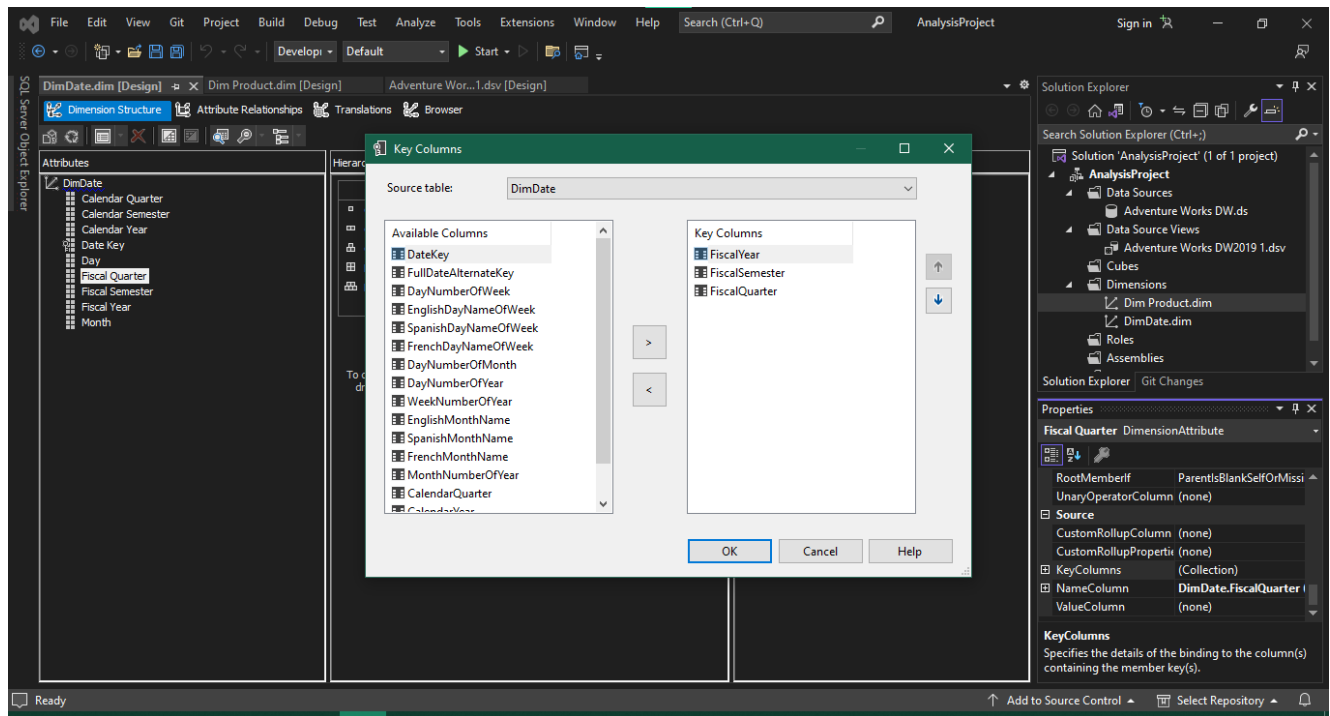 File Edit View Git Project Build Debug Test Analyze Tools Extensions Window Help Search (Ctrl+Q) AnalysisProject Sign in
Develop Default Start
SQL Server Object Explorer
DimDate.dim [Design] Dim Product.dim [Design] Adventure Wor...1.dsv [Design]
Dimension Structure Attribute Relationships Translations Browser
Attributes
DimDate
Calendar Quarter
Calendar Semester
Calendar Year
Date Key
Day
Fiscal Quarter
Fiscal Semester
Fiscal Year
Month
Hierarc
To c
dr
Key Columns
Source table: DimDate
Available Columns
DateKey
FullDateAlternateKey
DayNumberOfWeek
EnglishDayNameOfWeek
SpanishDayNameOfWeek
FrenchDayNameOfWeek
DayNumberOfMonth
DayNumberOfYear
WeekNumberOfYear
EnglishMonthName
SpanishMonthName
FrenchMonthName
MonthNumberOfYear
CalendarQuarter
CalendarYear
>
<
Key Columns
FiscalYear
FiscalSemester
FiscalQuarter
OK Cancel Help
Solution Explorer
Search Solution Explorer (Ctrl+;)
Solution 'AnalysisProject' (1 of 1 project)
AnalysisProject
Data Sources
Adventure Works DW.ds
Data Source Views
Adventure Works DW2019 1.dsv
Cubes
Dimensions
Dim Product.dim
DimDate.dim
Roles
Assemblies
Solution Explorer Git Changes
Properties
Fiscal Quarter DimensionAttribute
RootMemberIf ParentIsBlankSelfOrMissi
UnaryOperatorColumn (none)
Source
CustomRollupColumn (none)
CustomRollupPropertie (none)
KeyColumns (Collection)
NameColumn DimDate.FiscalQuarter (
ValueColumn (none)
KeyColumns
Specifies the details of the binding to the column(s)
containing the member key(s).
Ready Add to Source Control Select Repository